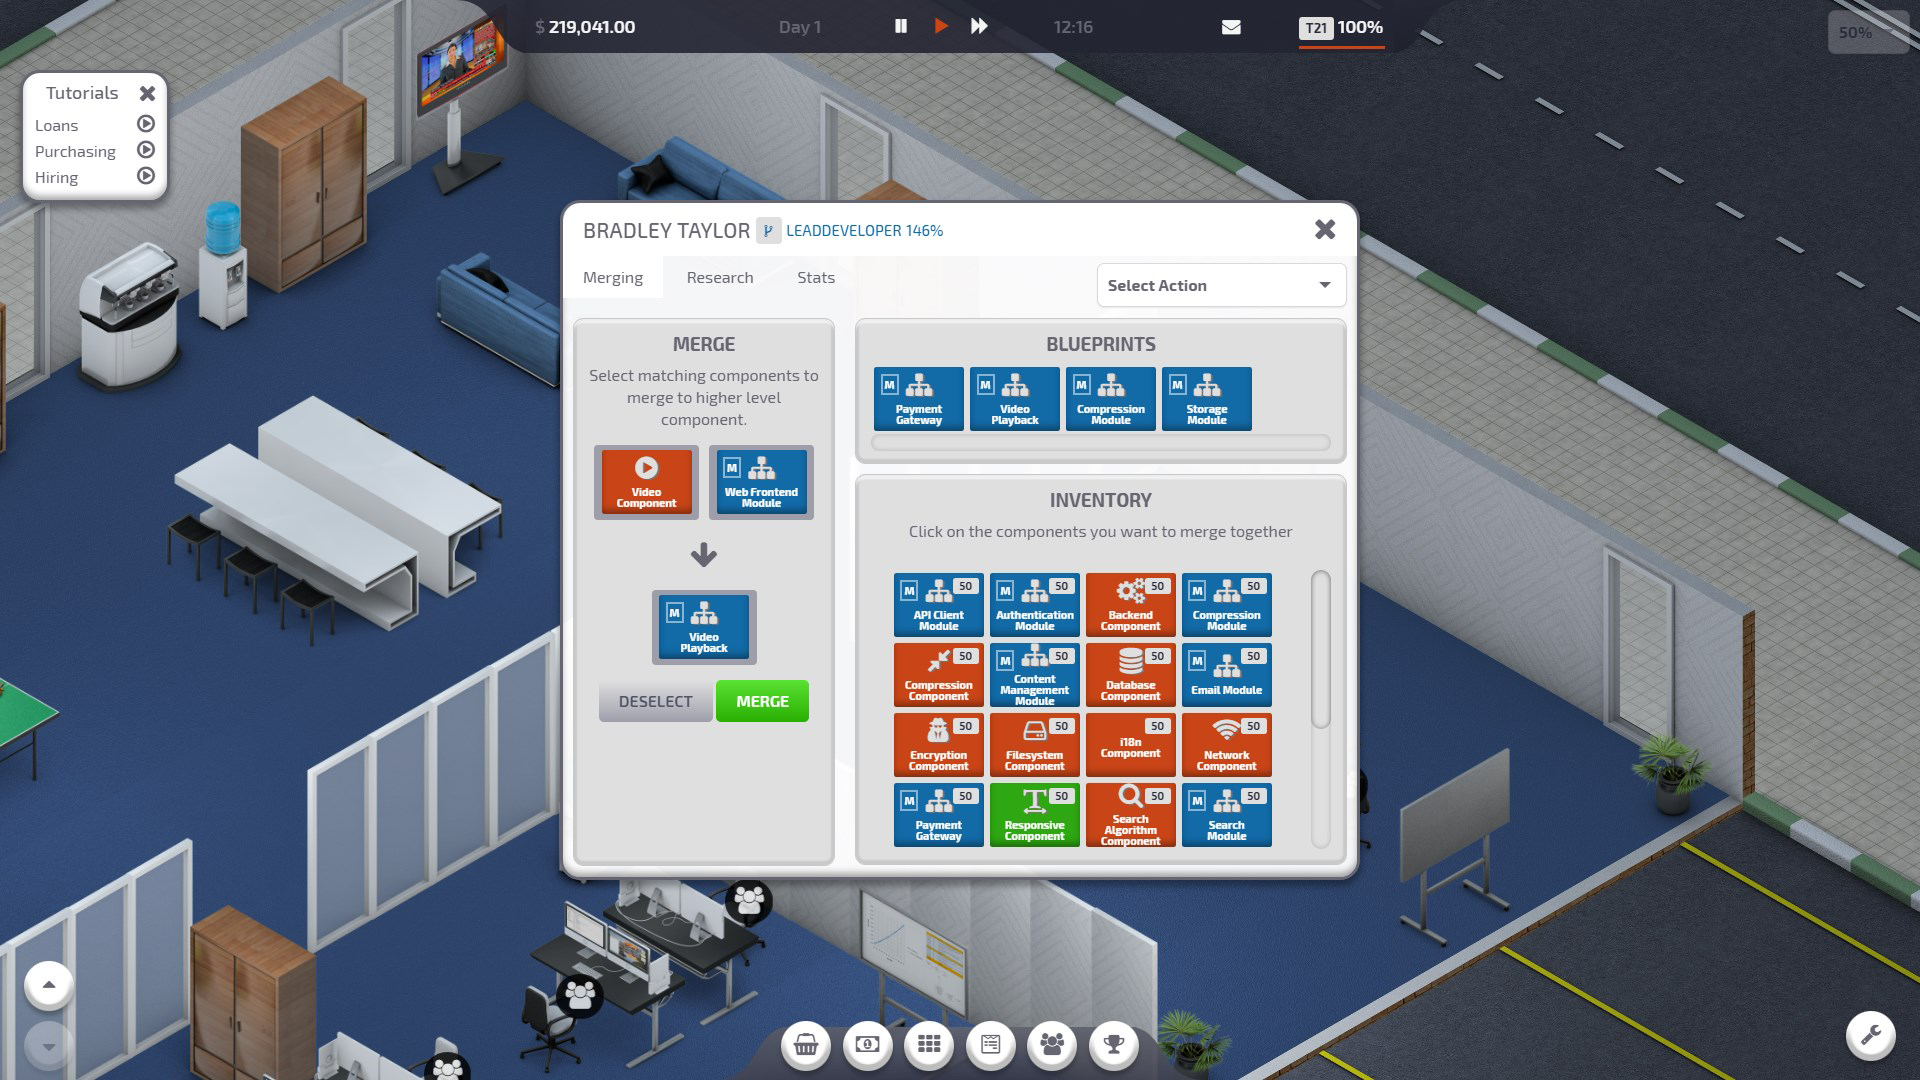 $ 219,041.00
Day 1
12:16
T21 100%
50%
Tutorials
Loans
Purchasing
Hiring
BRADLEY TAYLOR LEADDEVELOPER 146%
Merging
Research
Stats
Select Action
MERGE
Select matching components to
merge to higher level
component.
Video
Component
M
Web Frontend
Module
M
Video
Playback
DESELECT
MERGE
BLUEPRINTS
M
Payment
Gateway
M
Video
Playback
M
Compression
Module
M
Storage
Module
INVENTORY
Click on the components you want to merge together
M 50
API Client
Module
M 50
Authentication
Module
50
Backend
Component
M 50
Compression
Module
50
Compression
Component
M 50
Content
Management
Module
50
Database
Component
M 50
Email Module
50
Encryption
Component
50
Filesystem
Component
50
i18n
Component
50
Network
Component
M 50
Payment
Gateway
50
Responsive
Component
50
Search
Algorithm
Component
M 50
Search
Module